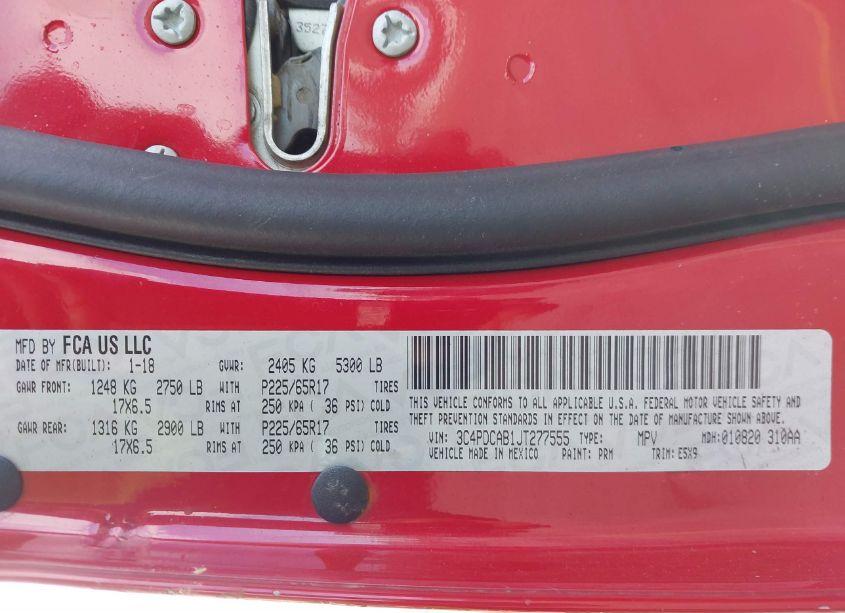 3527
MFD BY FCA US LLC
DATE OF MFR(BUILT): 1-18 GVWR: 2405 KG 5300 LB
GAWR FRONT: 1248 KG 2750 LB WITH P225/65R17 TIRES
17X6.5 RIMS AT 250 KPA ( 36 PSI) COLD
GAWR REAR: 1316 KG 2900 LB WITH P225/65R17 TIRES
17X6.5 RIMS AT 250 KPA ( 36 PSI) COLD
THIS VEHICLE CONFORMS TO ALL APPLICABLE U.S.A. FEDERAL MOTOR VEHICLE SAFETY AND
THEFT PREVENTION STANDARDS IN EFFECT ON THE DATE OF MANUFACTURE SHOWN ABOVE.
VIN: 3C4PDCAB1JT277555 TYPE: MPV MDH: 010820 310AA
VEHICLE MADE IN MEXICO PAINT: PRM TRIM: E5X9